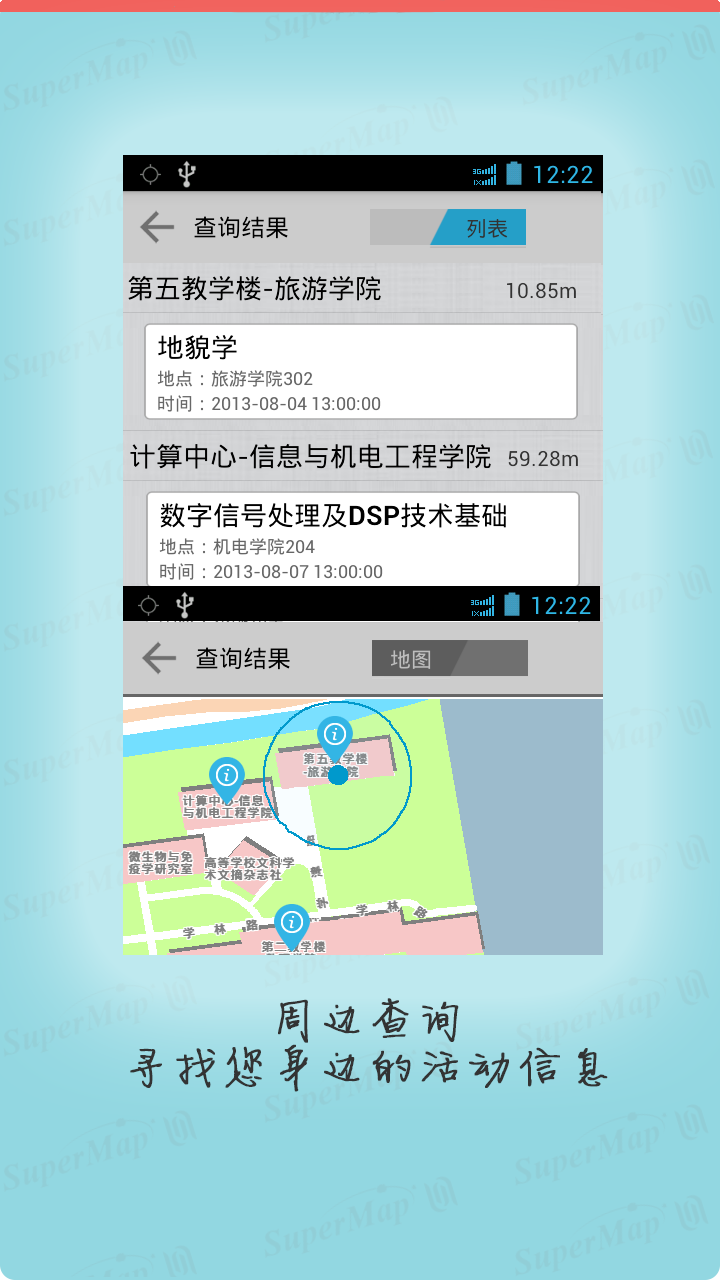 SuperMap
12:22
查询结果
列表
第五教学楼-旅游学院
10.85m
地貌学
地点：旅游学院302
时间：2013-08-04 13:00:00
计算中心-信息与机电工程学院
59.28m
数字信号处理及DSP技术基础
地点：机电学院204
时间：2013-08-07 13:00:00
12:22
查询结果
地图
第五教学楼
-旅游学院
计算中心-信息
与机电工程学院
微生物与免
疫学研究室
高等学校文科学
术文摘杂志社
学林路
学林路
第二教学楼
周边查询
寻找您身边的活动信息